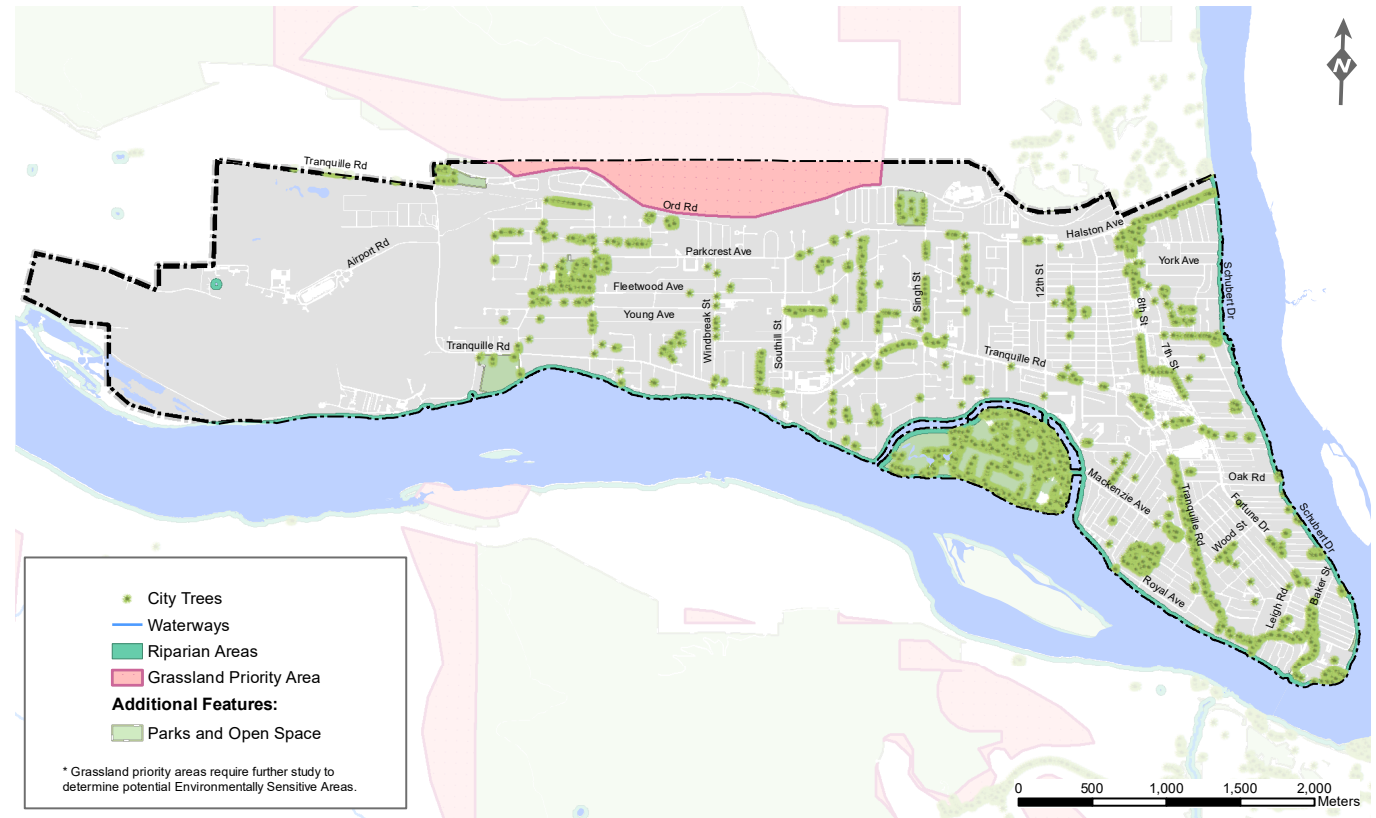 N
Tranquille Rd
Ord Rd
Halston Ave
Airport Rd
Parkcrest Ave
York Ave
Fleetwood Ave
Singh St
12th St
Schubert Dr
Young Ave
Windbreak St
8th St
Tranquille Rd
Southill St
Tranquille Rd
7th St
Mackenzie Ave
Oak Rd
Tranquille Rd
Fortune Dr
Wood St
Schubert Dr
Royal Ave
Leigh Rd
Baker St
City Trees
Waterways
Riparian Areas
Grassland Priority Area
Additional Features:
Parks and Open Space
* Grassland priority areas require further study to
determine potential Environmentally Sensitive Areas.
0 500 1,000 1,500 2,000
Meters